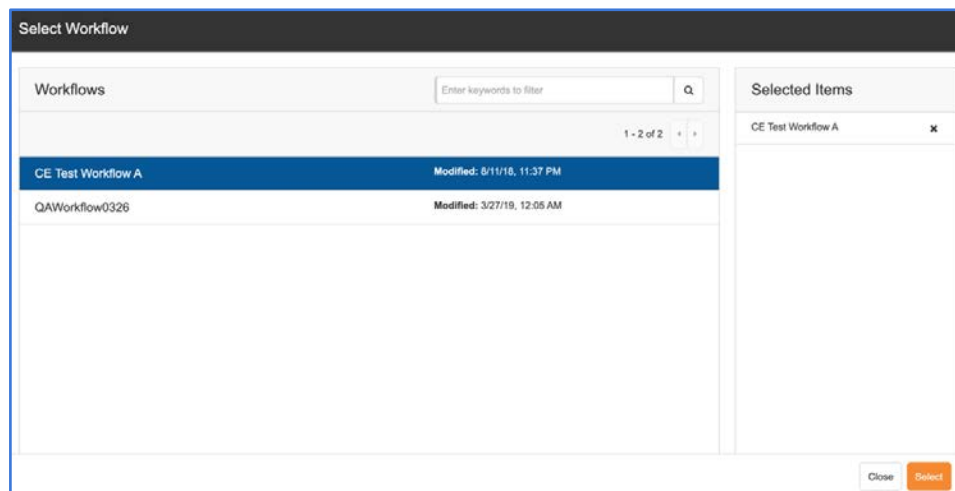 Select Workflow
Workflows
Enter keywords to filter
1 - 2 of 2
CE Test Workflow A Modified: 8/11/18, 11:37 PM
QAWorkflow0326 Modified: 3/27/19, 12:05 AM
Selected Items
CE Test Workflow A
Close Select